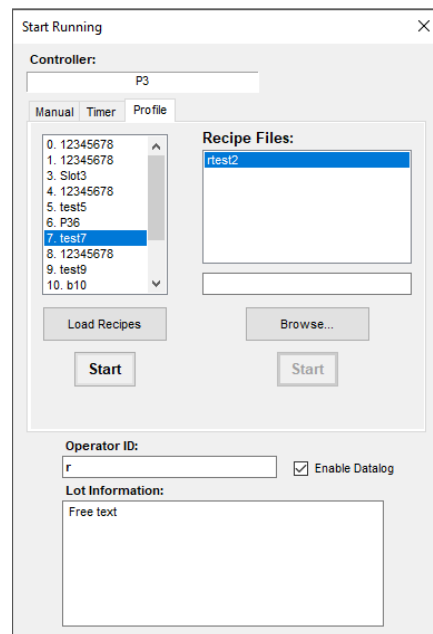 Start Running
Controller:
P3
Manual Timer Profile
0. 12345678
1. 12345678
3. Slot3
4. 12345678
5. test5
6. P36
7. test7
8. 12345678
9. test9
10. b10
Load Recipes
Start
Recipe Files:
rtest2
Browse...
Start
Operator ID:
r
Enable Datalog
Lot Information:
Free text